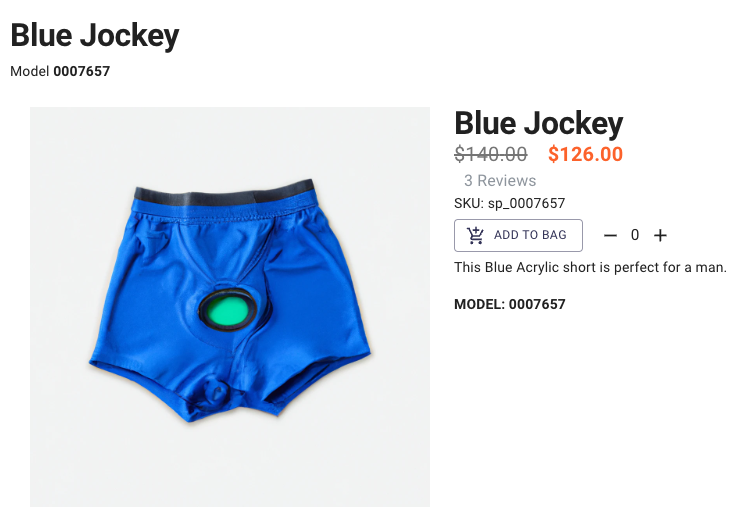 Blue Jockey
Model 0007657
Blue Jockey
$140.00 $126.00
3 Reviews
SKU: sp_0007657
ADD TO BAG 0
This Blue Acrylic short is perfect for a man.
MODEL: 0007657